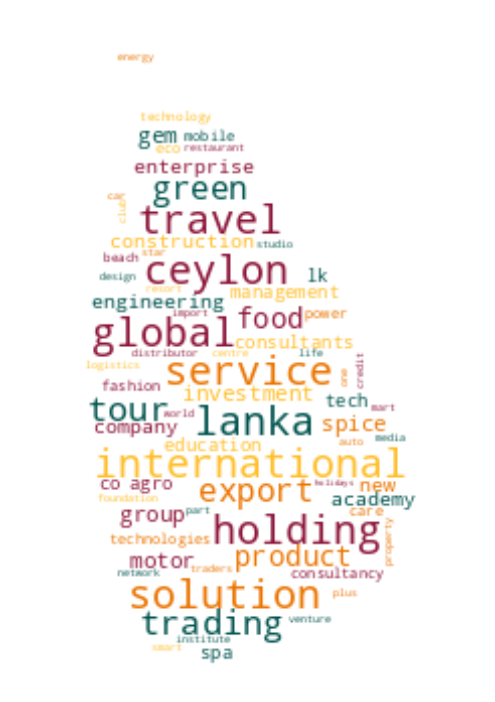 energy
technology
gem mobile
eco restaurant
enterprise
car green
club travel
construction studio
beach star
design ceylon lk
resort management
engineering
import food power
global consultants
distributor centre life
logistics service one credit
fashion investment
tour world lanka tech mart
company spice
education auto media
international
co agro export holidays new
foundation academy
group part holding care
technologies product property
motor traders consultancy
network
solution plus
trading venture
institute
smart spa